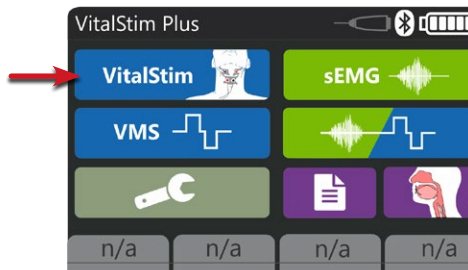 VitalStim Plus
VitalStim
sEMG
VMS
n/a n/a n/a n/a